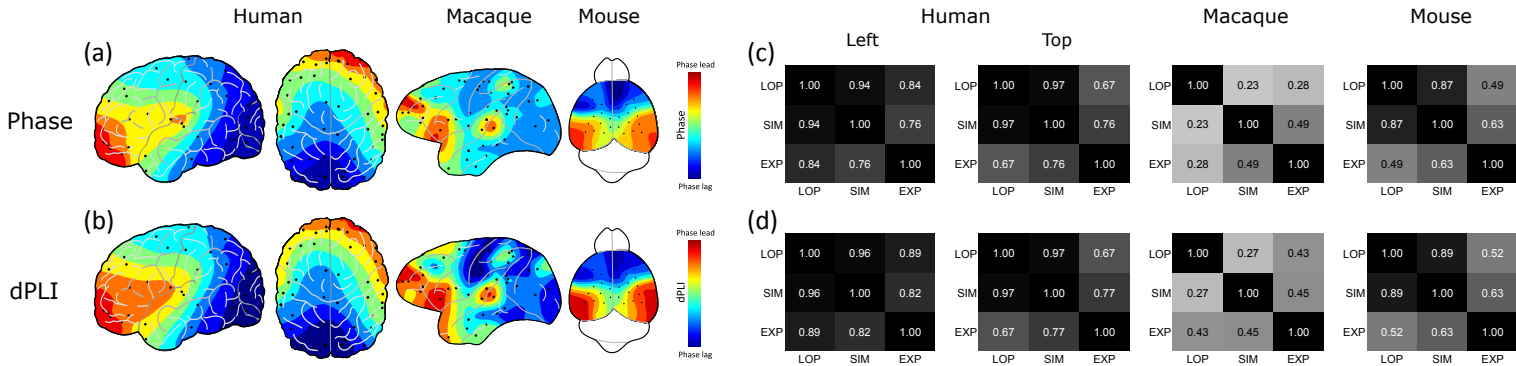 Human Macaque Mouse
(a)
Phase
Phase lead
Phase
Phase lag
(b)
dPLI
Phase lead
dPLI
Phase lag
Human Macaque Mouse
(c)
Left Top
LOP 1.00 0.94 0.84
SIM 0.94 1.00 0.76
EXP 0.84 0.76 1.00
LOP SIM EXP
LOP 1.00 0.97 0.67
SIM 0.97 1.00 0.76
EXP 0.67 0.76 1.00
LOP SIM EXP
LOP 1.00 0.23 0.28
SIM 0.23 1.00 0.49
EXP 0.28 0.49 1.00
LOP SIM EXP
LOP 1.00 0.87 0.49
SIM 0.87 1.00 0.63
EXP 0.49 0.63 1.00
LOP SIM EXP
(d)
LOP 1.00 0.96 0.89
SIM 0.96 1.00 0.82
EXP 0.89 0.82 1.00
LOP SIM EXP
LOP 1.00 0.97 0.67
SIM 0.97 1.00 0.77
EXP 0.67 0.77 1.00
LOP SIM EXP
LOP 1.00 0.27 0.43
SIM 0.27 1.00 0.45
EXP 0.43 0.45 1.00
LOP SIM EXP
LOP 1.00 0.89 0.52
SIM 0.89 1.00 0.63
EXP 0.52 0.63 1.00
LOP SIM EXP